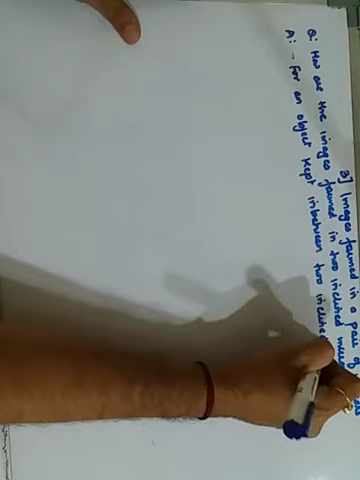 3] Images formed in a pair of
Q: How are the images formed in two inclined
A: - For an object kept inbetween two